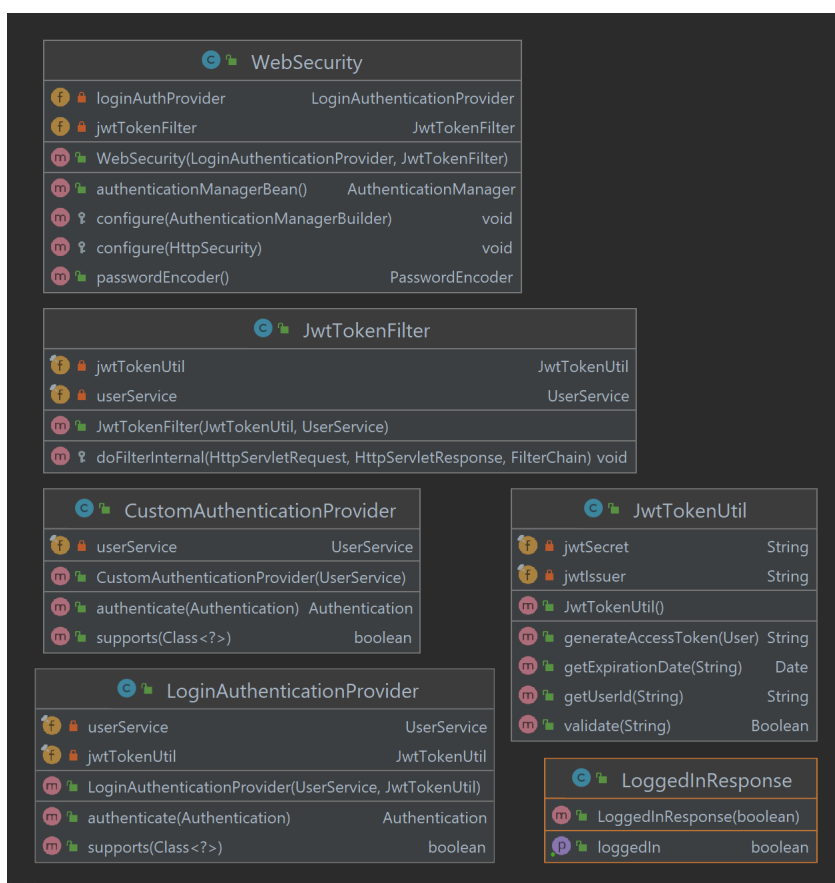 WebSecurity
loginAuthProvider LoginAuthenticationProvider
jwtTokenFilter JwtTokenFilter
WebSecurity(LoginAuthenticationProvider, JwtTokenFilter)
authenticationManagerBean() AuthenticationManager
configure(AuthenticationManagerBuilder) void
configure(HttpSecurity) void
passwordEncoder() PasswordEncoder
JwtTokenFilter
jwtTokenUtil JwtTokenUtil
userService UserService
JwtTokenFilter(JwtTokenUtil, UserService)
doFilterInternal(HttpServletRequest, HttpServletResponse, FilterChain) void
CustomAuthenticationProvider
userService UserService
CustomAuthenticationProvider(UserService)
authenticate(Authentication) Authentication
supports(Class<?>) boolean
JwtTokenUtil
jwtSecret String
jwtIssuer String
JwtTokenUtil()
generateAccessToken(User) String
getExpirationDate(String) Date
getUserId(String) String
validate(String) Boolean
LoginAuthenticationProvider
userService UserService
jwtTokenUtil JwtTokenUtil
LoginAuthenticationProvider(UserService, JwtTokenUtil)
authenticate(Authentication) Authentication
supports(Class<?>) boolean
LoggedInResponse
LoggedInResponse(boolean)
loggedIn boolean